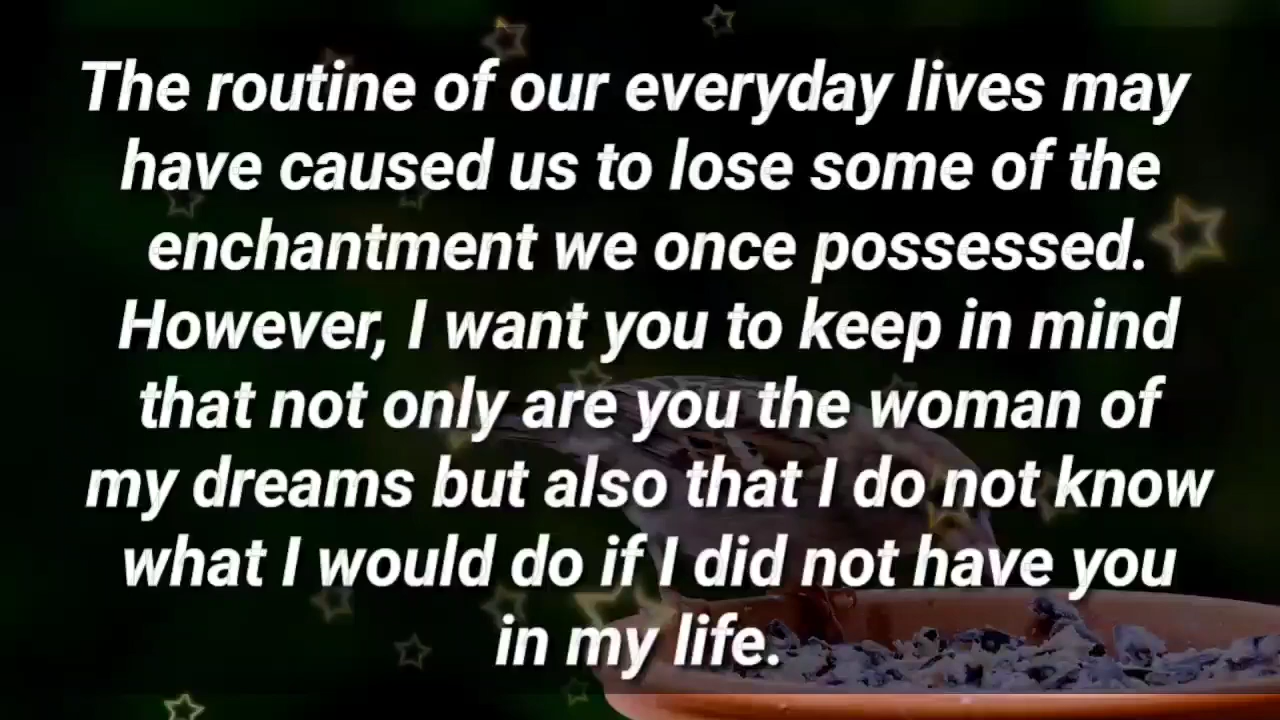 The routine of our everyday lives may
have caused us to lose some of the
enchantment we once possessed.
However, I want you to keep in mind
that not only are you the woman of
my dreams but also that I do not know
what I would do if I did not have you
in my life.